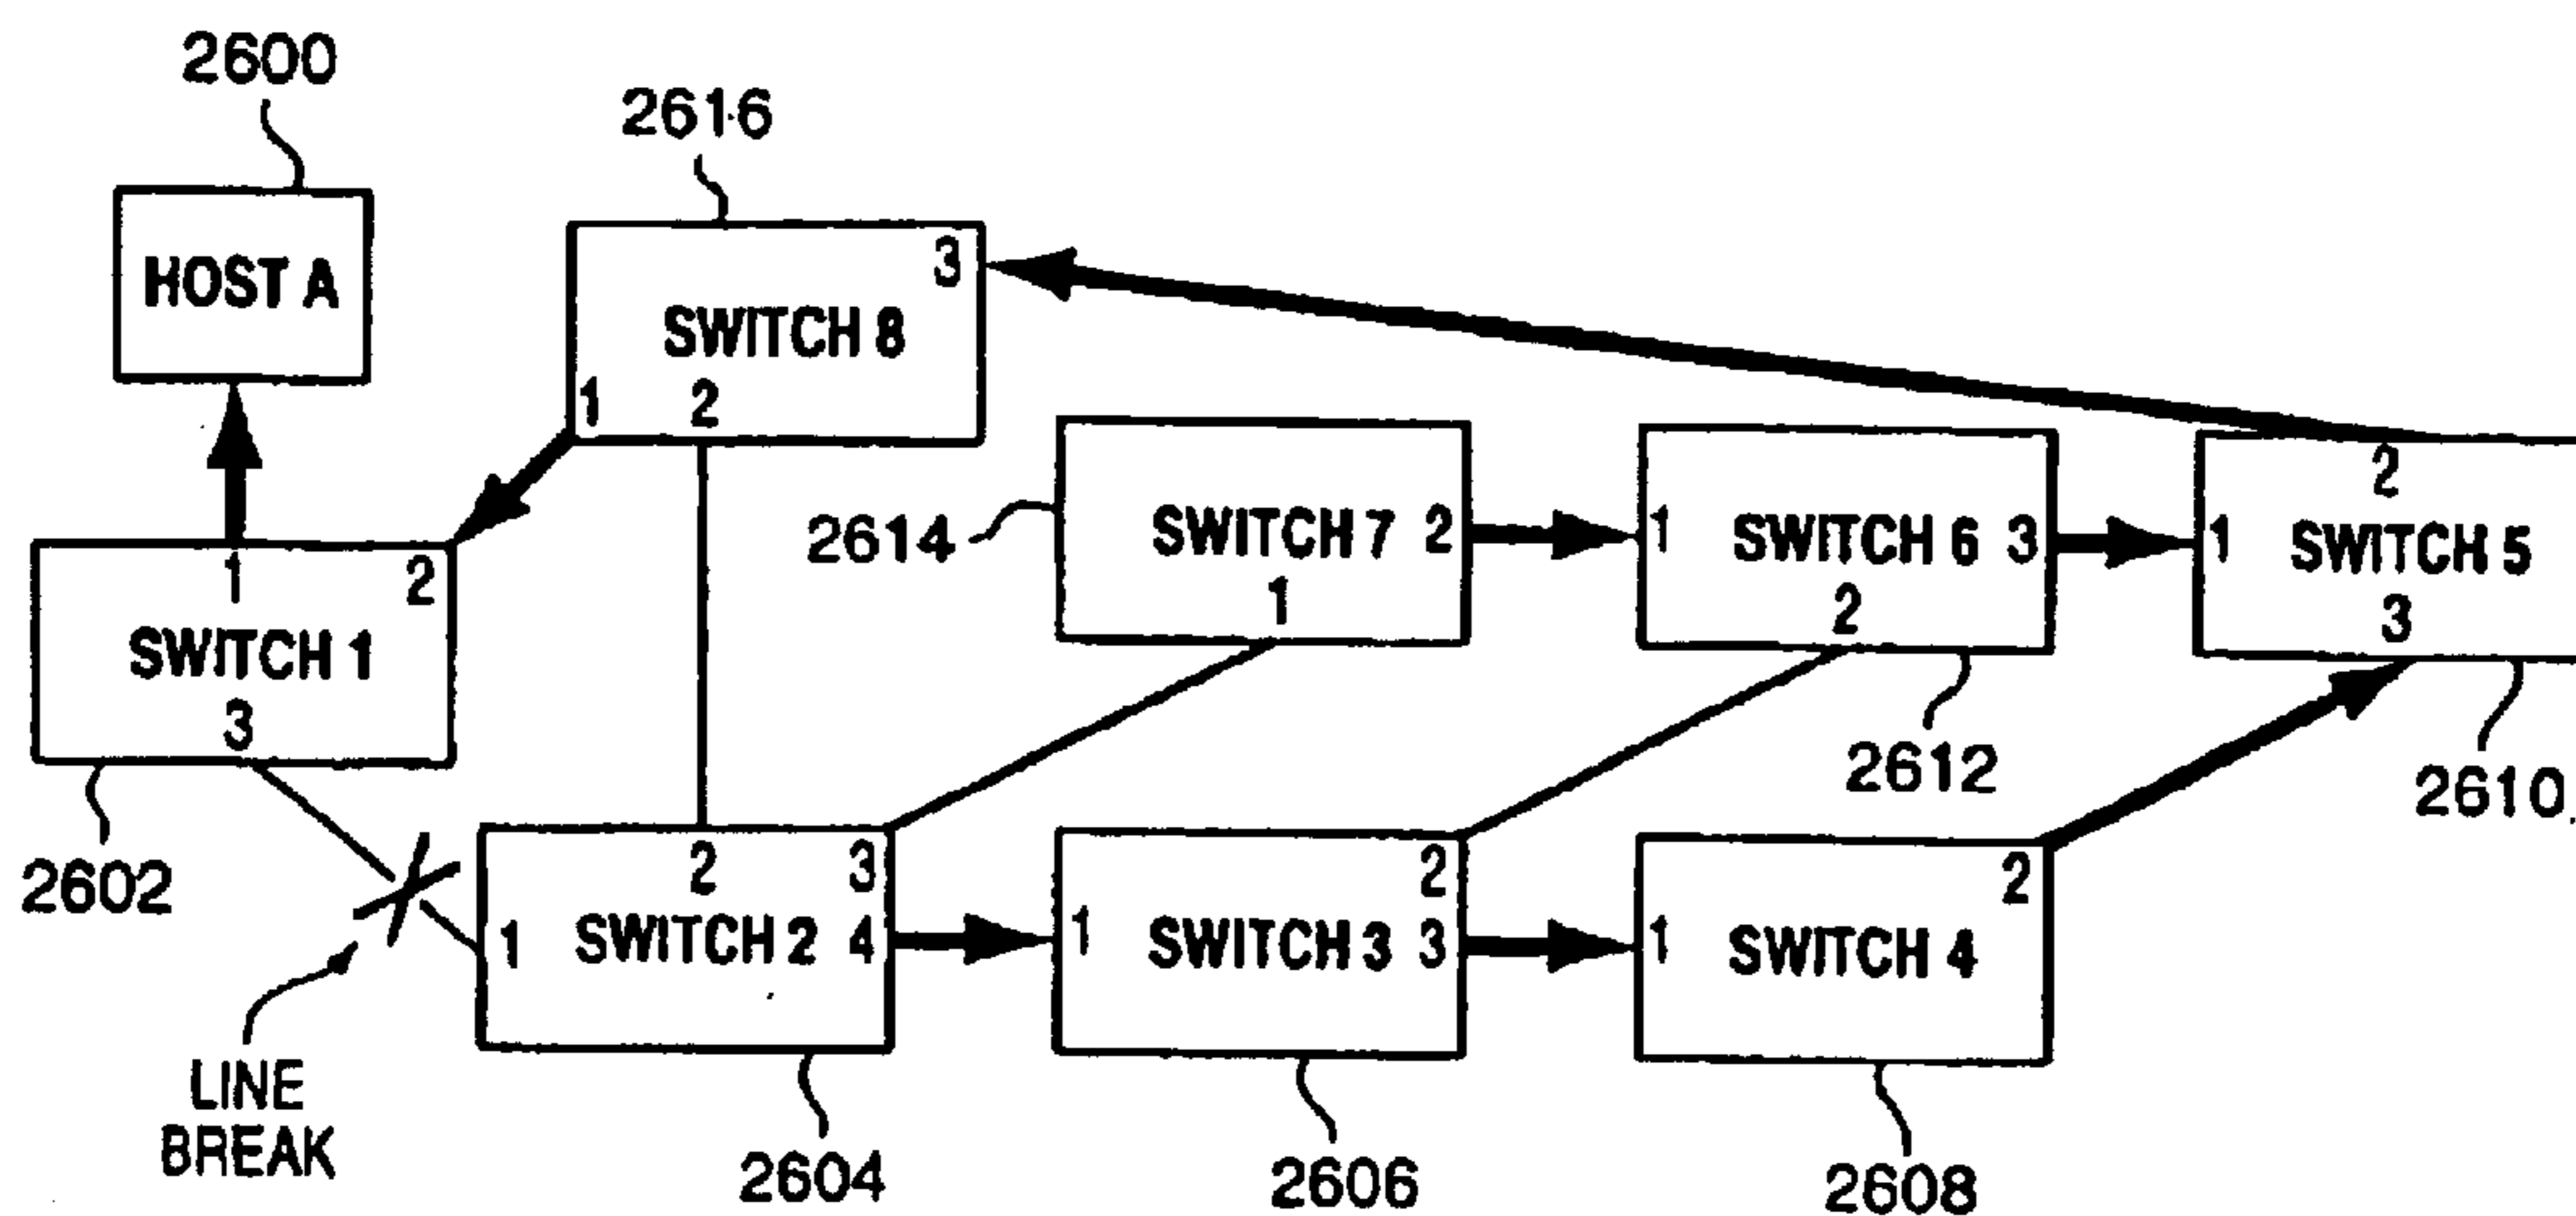 2600
2616
HOST A
3
SWITCH 8
1 2
2614
SWITCH 7 2
1
1 SWITCH 6 3
2
2
1 SWITCH 5
3
1 2
SWITCH 1
3
2602
2612
2610
2 3
1 SWITCH 2 4
2
1 SWITCH 3 3
2
1 SWITCH 4
LINE
BREAK
2604
2606
2608